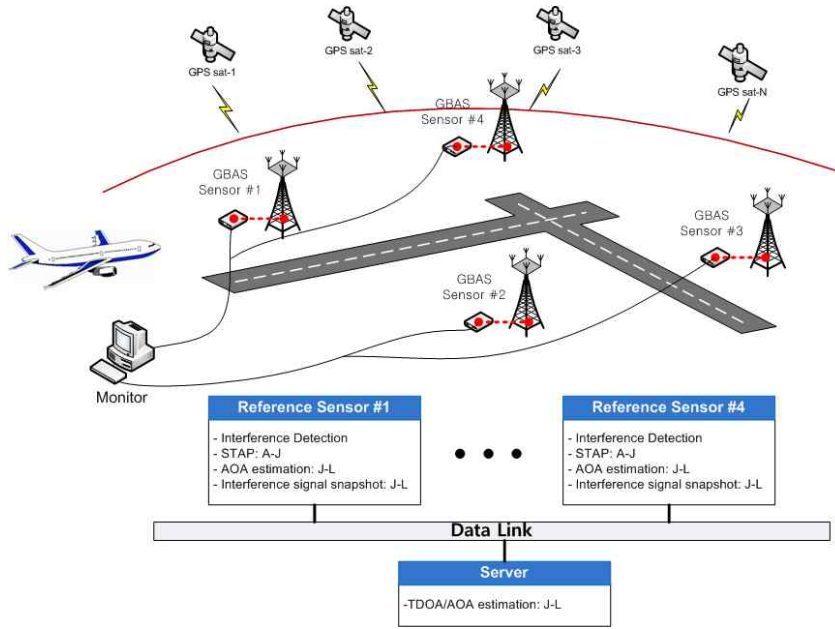 GPS sat-1
GPS sat-2
GPS sat-3
GPS sat-N
GBAS
Sensor #4
GBAS
Sensor #1
GBAS
Sensor #3
GBAS
Sensor #2
Monitor
Reference Sensor #1
- Interference Detection
- STAP: A-J
- AOA estimation: J-L
- Interference signal snapshot: J-L
Reference Sensor #4
- Interference Detection
- STAP: A-J
- AOA estimation: J-L
- Interference signal snapshot: J-L
Data Link
Server
-TDOA/AOA estimation: J-L